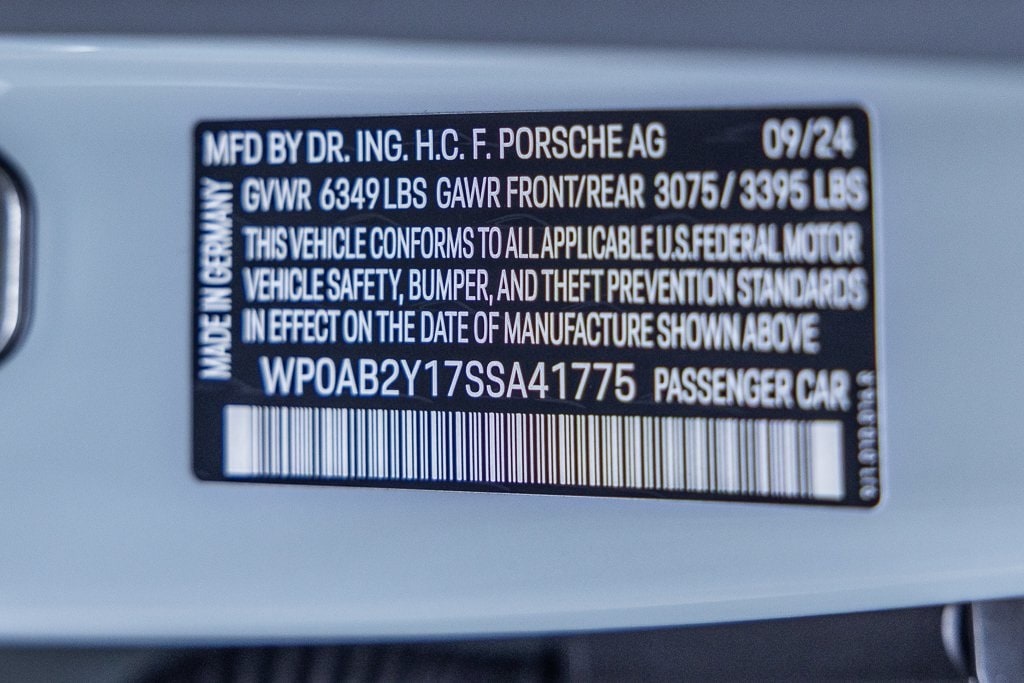 MFD BY DR. ING. H.C. F. PORSCHE AG 09/24
MADE IN GERMANY
GVWR 6349 LBS GAWR FRONT/REAR 3075 / 3395 LBS
THIS VEHICLE CONFORMS TO ALL APPLICABLE U.S.FEDERAL MOTOR
VEHICLE SAFETY, BUMPER, AND THEFT PREVENTION STANDARDS
IN EFFECT ON THE DATE OF MANUFACTURE SHOWN ABOVE
WP0AB2Y17SSA41775 PASSENGER CAR